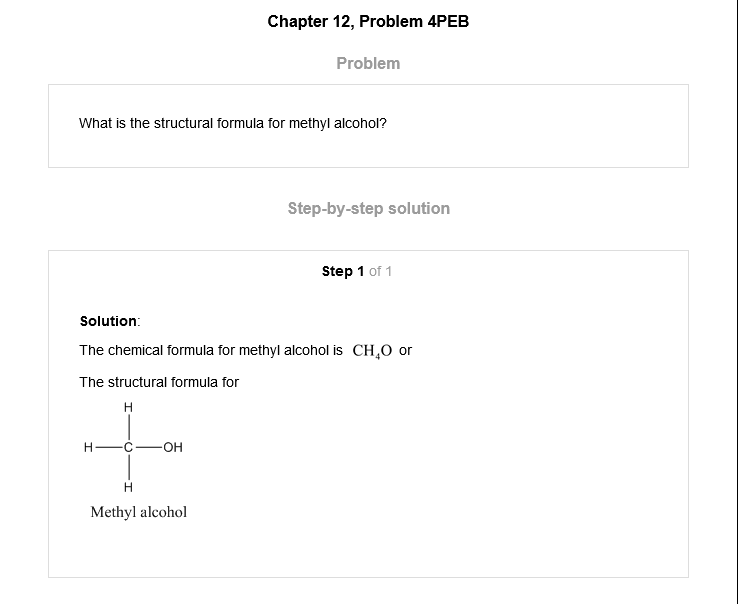 Chapter 12, Problem 4PEB
Problem
What is the structural formula for methyl alcohol?
Step-by-step solution
Step 1 of 1
Solution:
The chemical formula for methyl alcohol is CH₄O or
The structural formula for
H
H—C—OH
H
Methyl alcohol